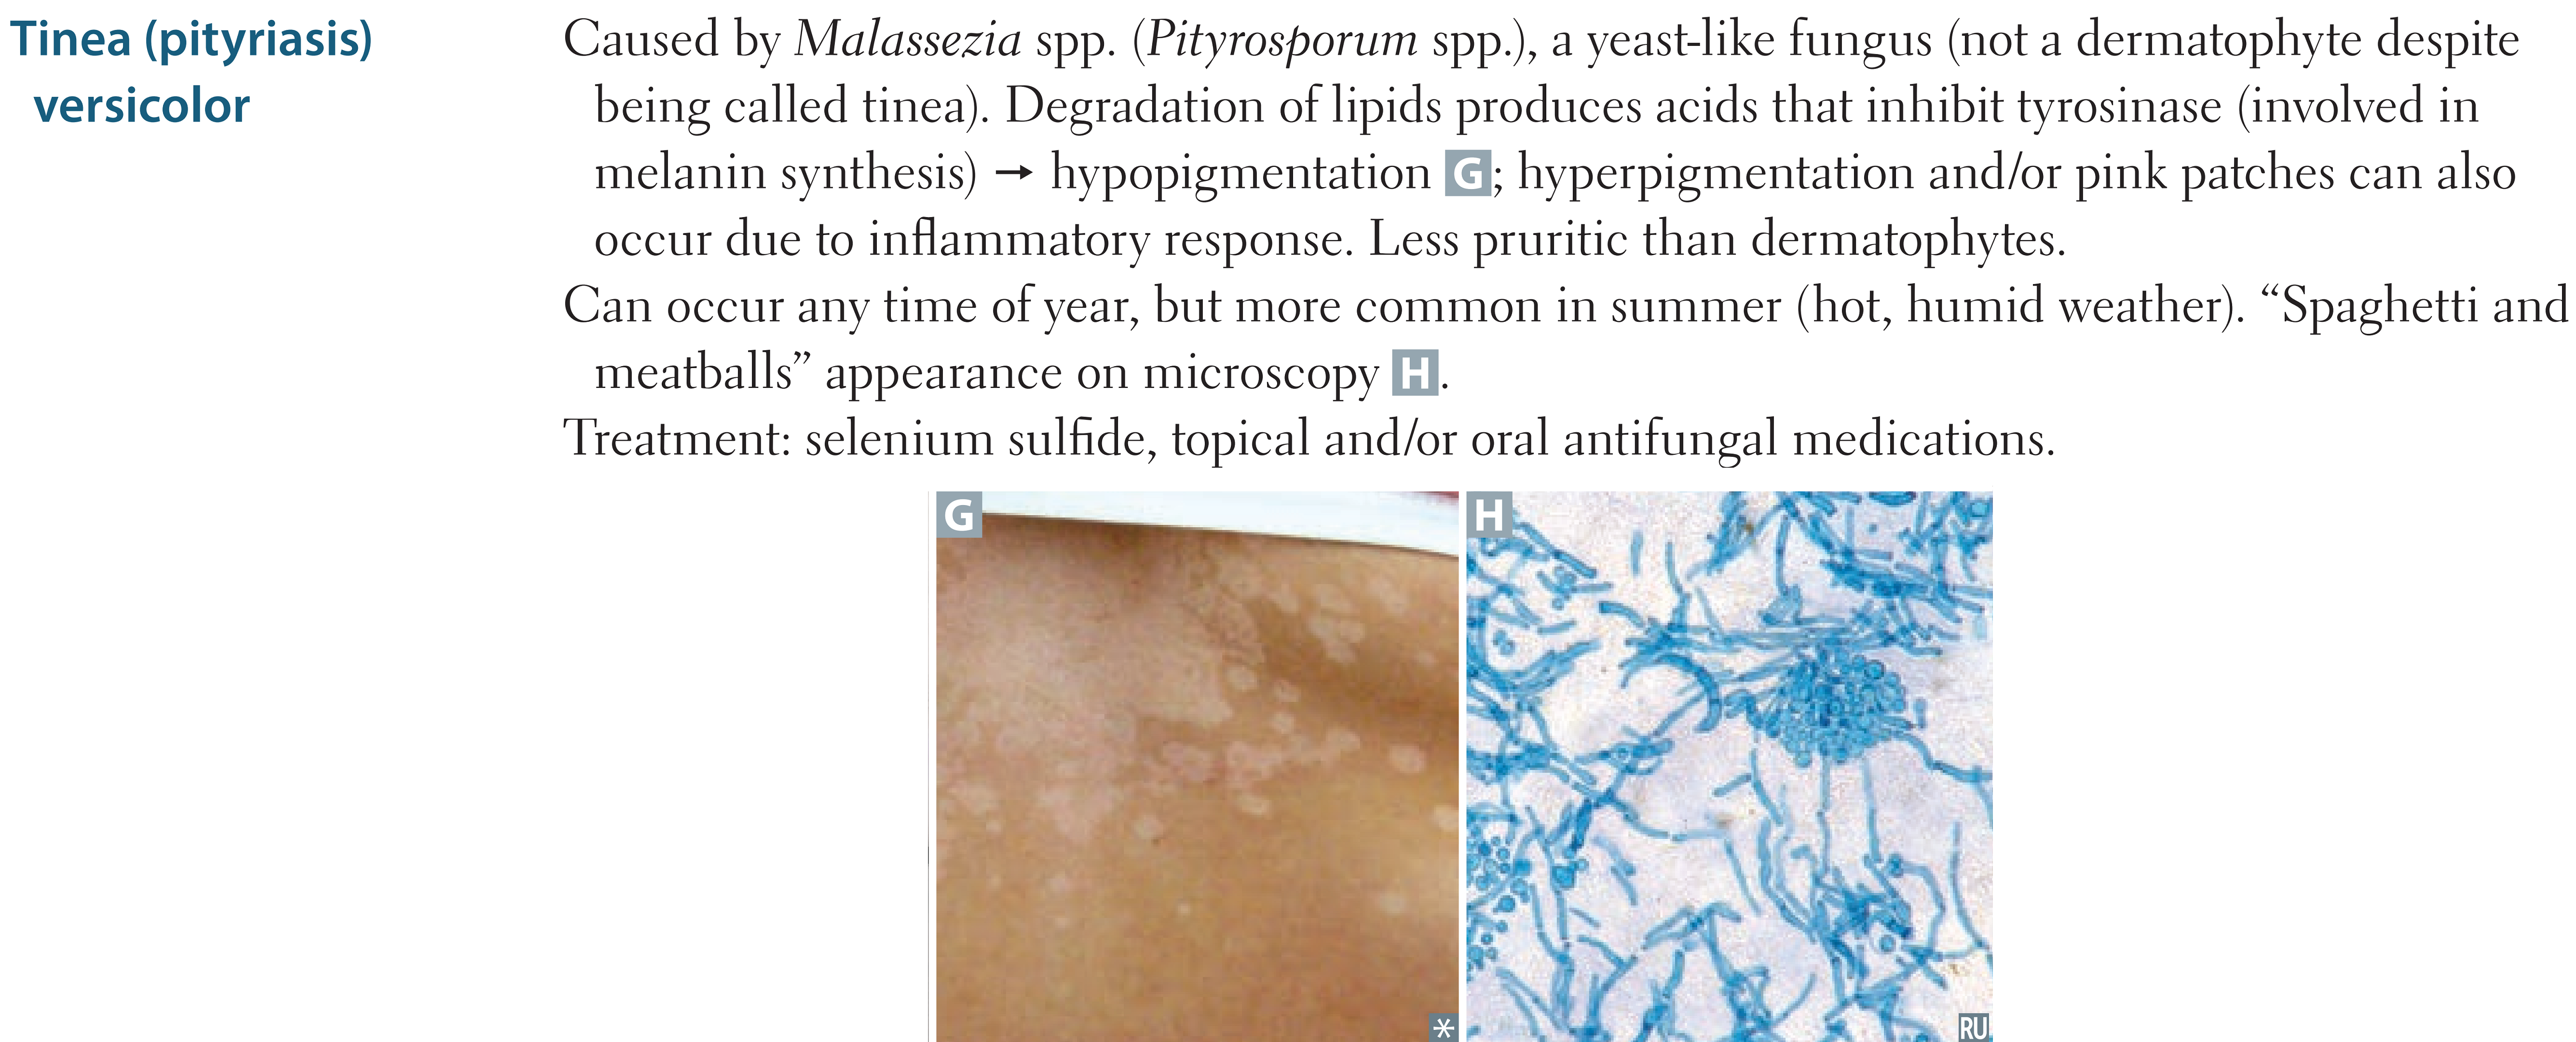 Tinea (pityriasis)
versicolor
Caused by Malassezia spp. (Pityrosporum spp.), a yeast-like fungus (not a dermatophyte despite
being called tinea). Degradation of lipids produces acids that inhibit tyrosinase (involved in
melanin synthesis) → hypopigmentation G; hyperpigmentation and/or pink patches can also
occur due to inflammatory response. Less pruritic than dermatophytes.
Can occur any time of year, but more common in summer (hot, humid weather). “Spaghetti and
meatballs” appearance on microscopy H.
Treatment: selenium sulfide, topical and/or oral antifungal medications.
G
H
*
RU